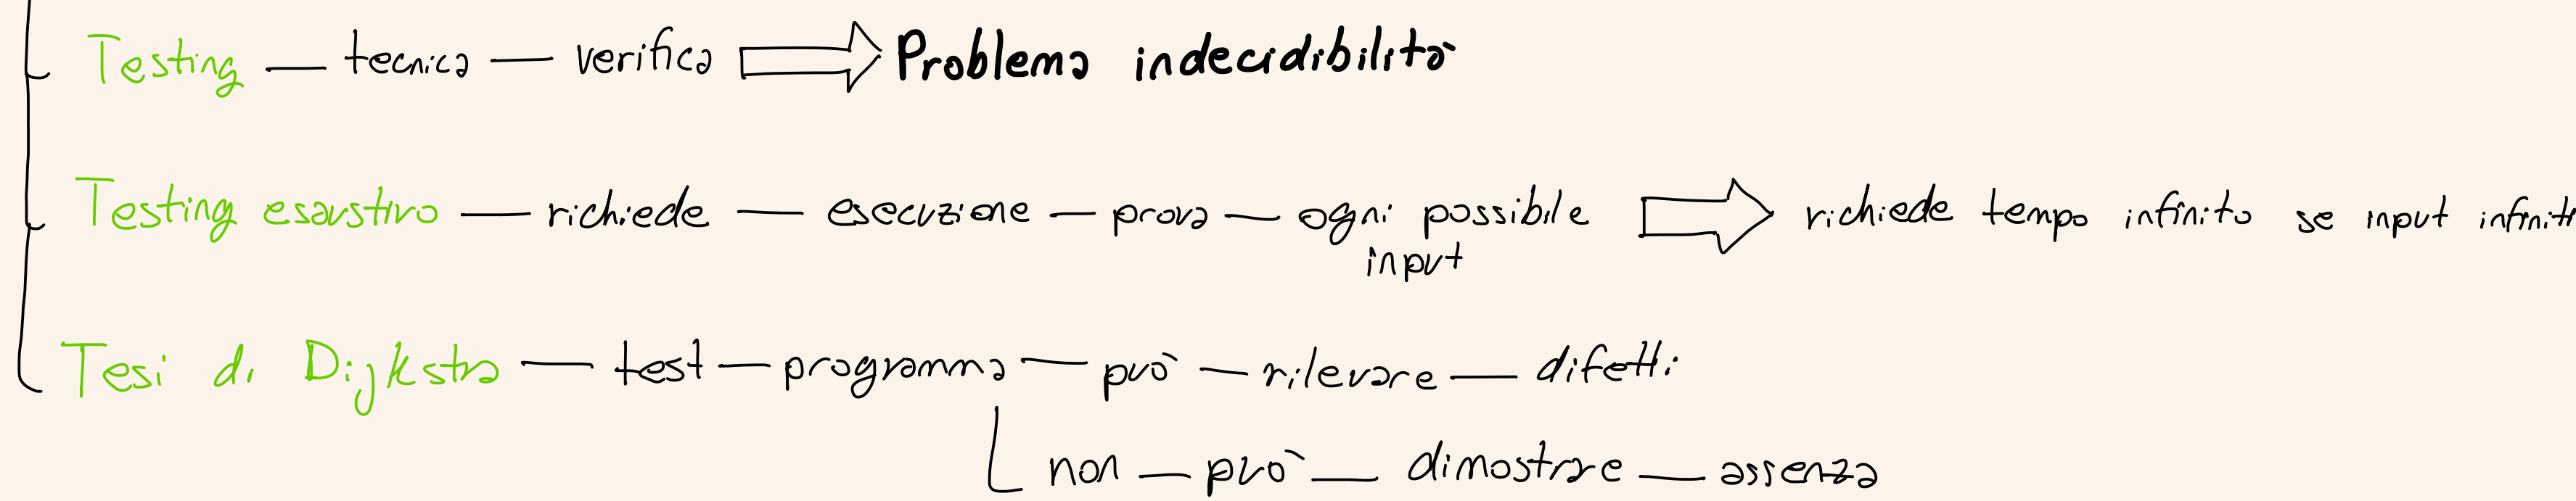 Testing — tecnica — verifica ⇒ Problema indecidibilità
Testing esaustivo — richiede — esecuzione — prova — ogni possibile ⇒ richiede tempo infinito se input infiniti
input
Tesi di Dijkstra — test — programma — può — rilevare — difetti
non — può — dimostrare — assenza